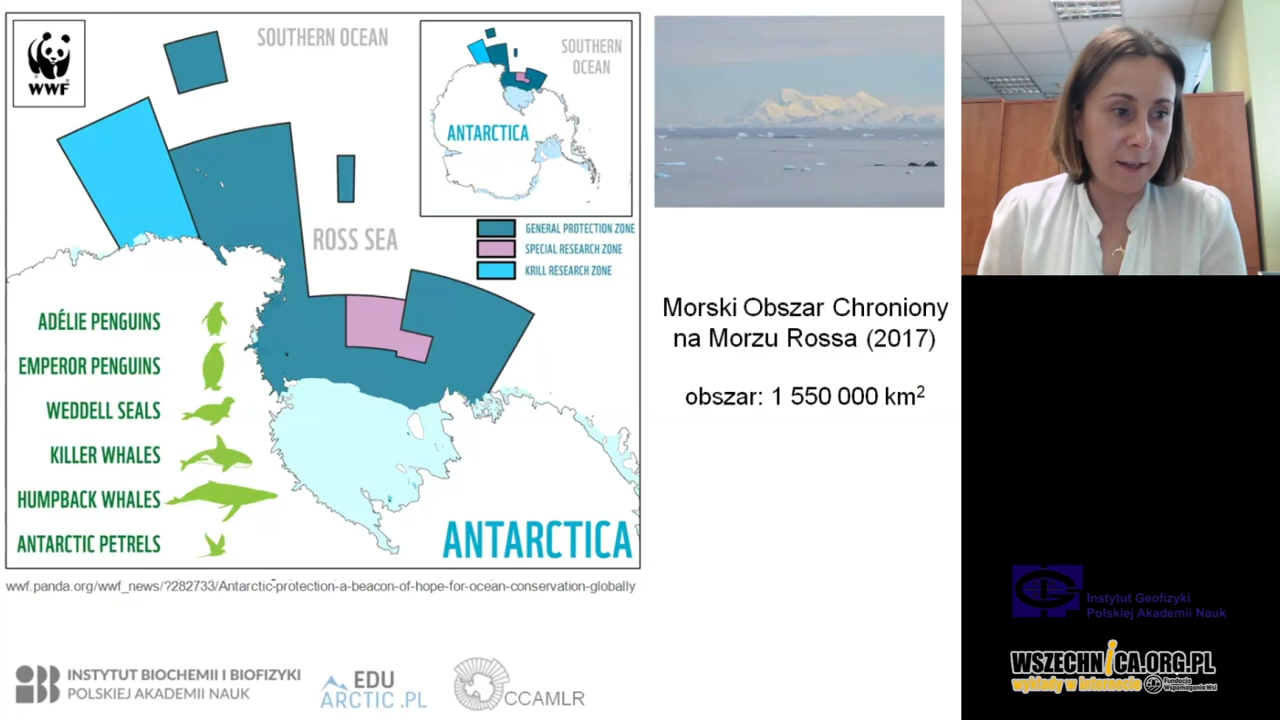 WWF
SOUTHERN OCEAN
SOUTHERN
OCEAN
ANTARCTICA
ROSS SEA
GENERAL PROTECTION ZONE
SPECIAL RESEARCH ZONE
KRILL RESEARCH ZONE
ADÉLIE PENGUINS
EMPEROR PENGUINS
WEDDELL SEALS
KILLER WHALES
HUMPBACK WHALES
ANTARCTIC PETRELS
ANTARCTICA
wwf.panda.org/wwf_news/?282733/Antarctic-protection-a-beacon-of-hope-for-ocean-conservation-globally
Morski Obszar Chroniony
na Morzu Rossa (2017)
obszar: 1 550 000 km²
INSTYTUT BIOCHEMII I BIOFIZYKI
POLSKIEJ AKADEMII NAUK
EDU
ARCTIC.PL
CCAMLR
Instytut Geofizyki
Polskiej Akademii Nauk
WSZECHNICA.ORG.PL
wykłady w internecie
Fundacja
Wspomagania Wsi